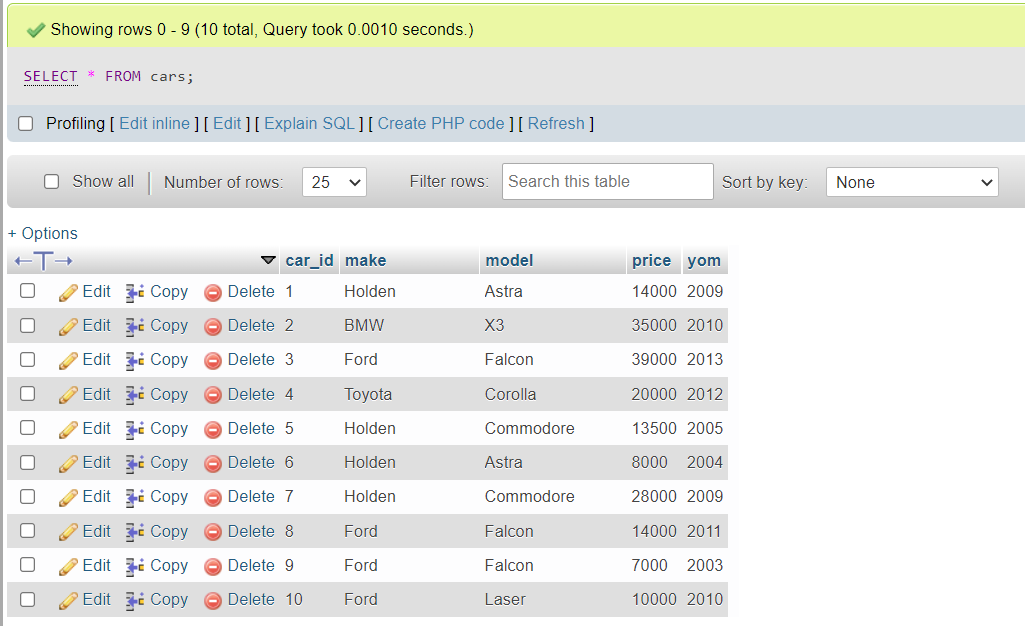 Showing rows 0 - 9 (10 total, Query took 0.0010 seconds.)
SELECT * FROM cars;
Profiling [ Edit inline ] [ Edit ] [ Explain SQL ] [ Create PHP code ] [ Refresh ]
Show all | Number of rows: 25 Filter rows: Search this table Sort by key: None
+ Options
←T→ car_id make model price yom
Edit Copy Delete 1 Holden Astra 14000 2009
Edit Copy Delete 2 BMW X3 35000 2010
Edit Copy Delete 3 Ford Falcon 39000 2013
Edit Copy Delete 4 Toyota Corolla 20000 2012
Edit Copy Delete 5 Holden Commodore 13500 2005
Edit Copy Delete 6 Holden Astra 8000 2004
Edit Copy Delete 7 Holden Commodore 28000 2009
Edit Copy Delete 8 Ford Falcon 14000 2011
Edit Copy Delete 9 Ford Falcon 7000 2003
Edit Copy Delete 10 Ford Laser 10000 2010